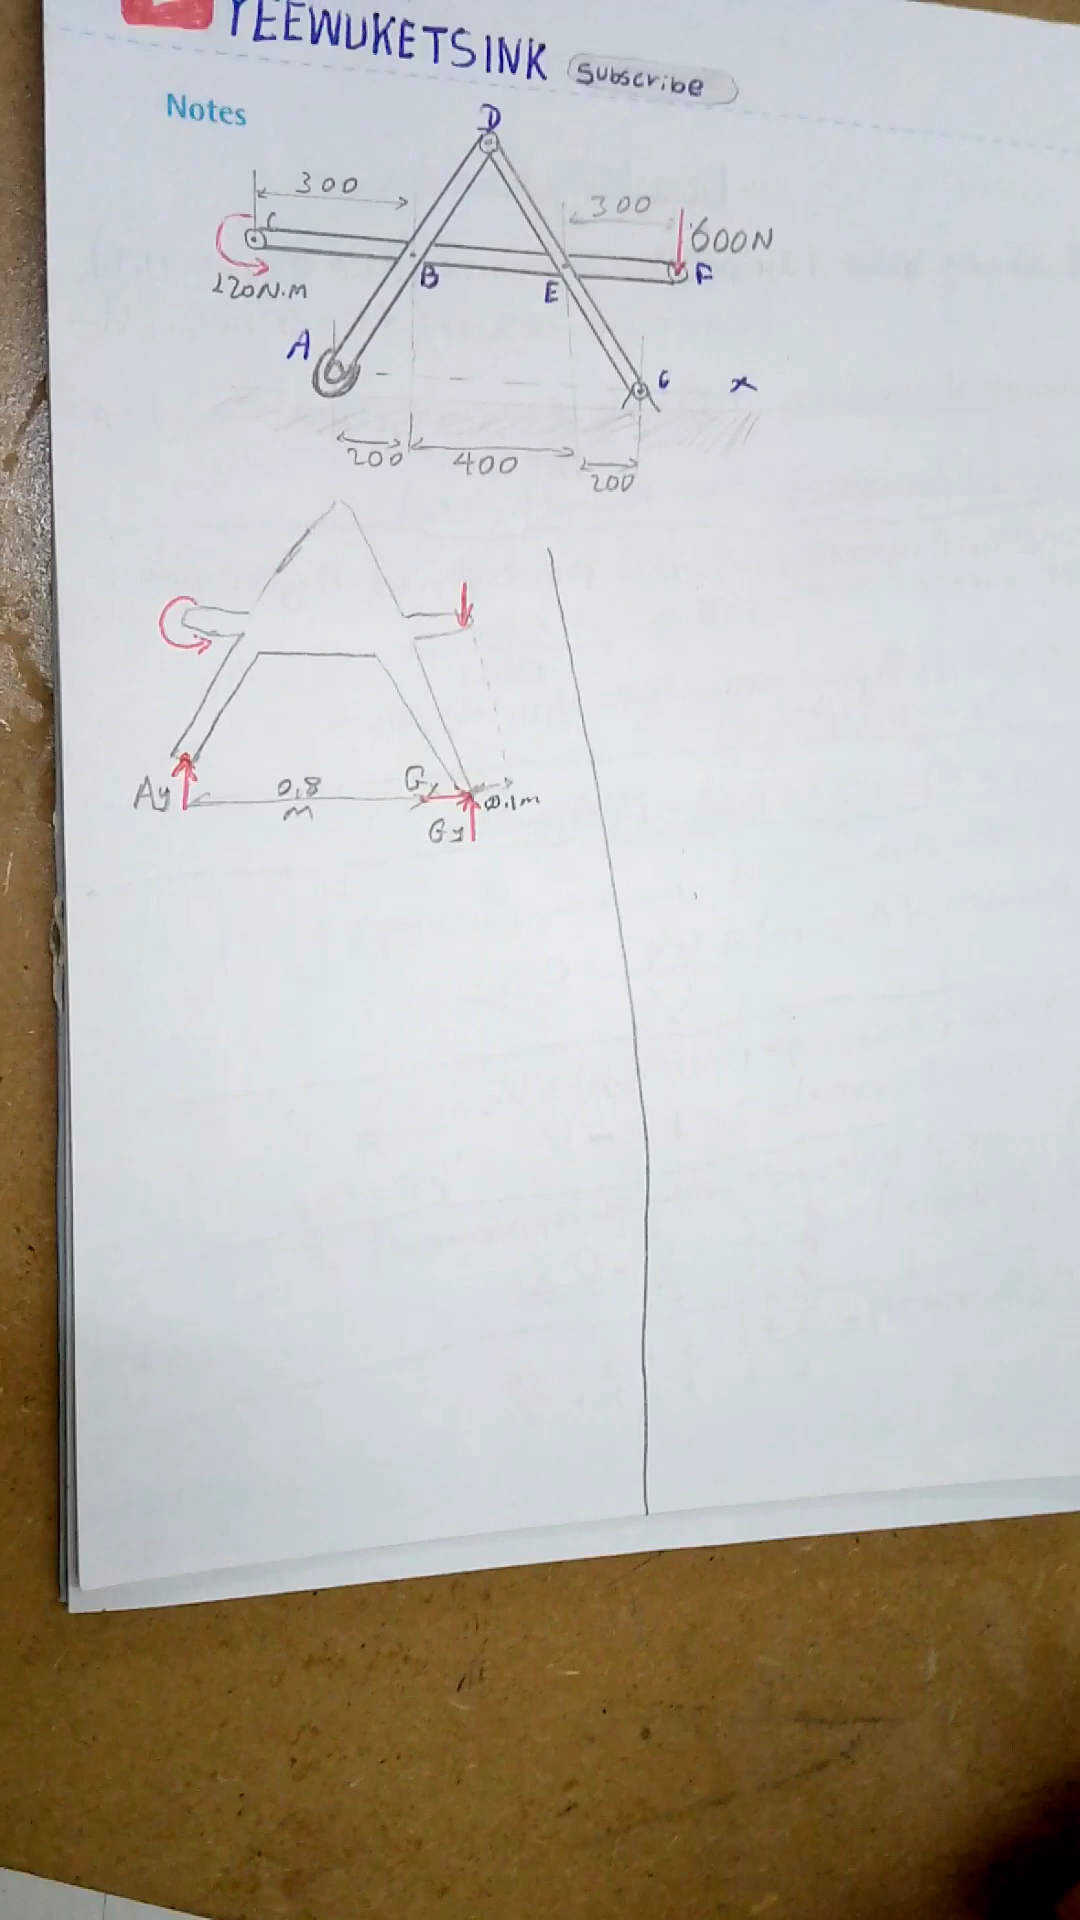 YEEWUKETSINK
Subscribe
Notes
D
300
300
600N
C
F
B
E
120N.M
A
G
x
200
400
200
Ay
0,8
m
Gx
0.1m
Gy